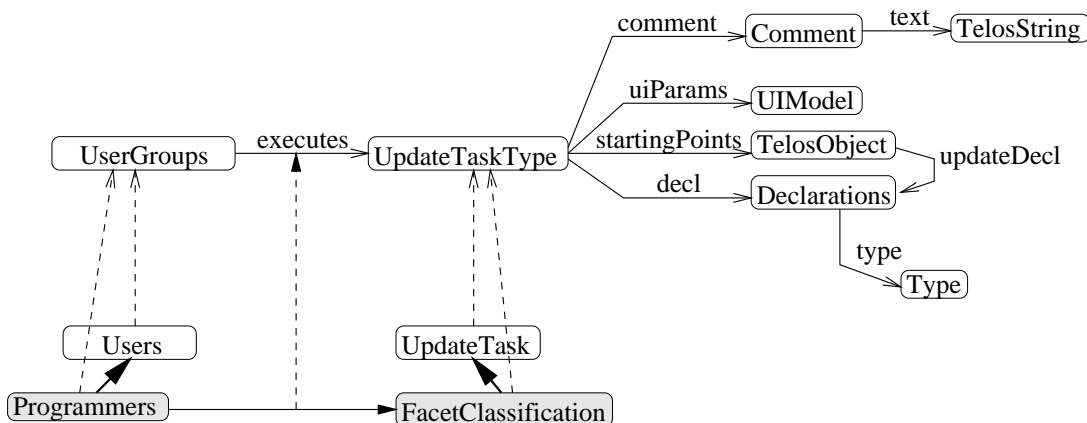 comment
Comment
text
TelosString
uiParams
UIModel
UserGroups
executes
UpdateTaskType
startingPoints
TelosObject
updateDecl
decl
Declarations
type
Type
Users
UpdateTask
Programmers
FacetClassification